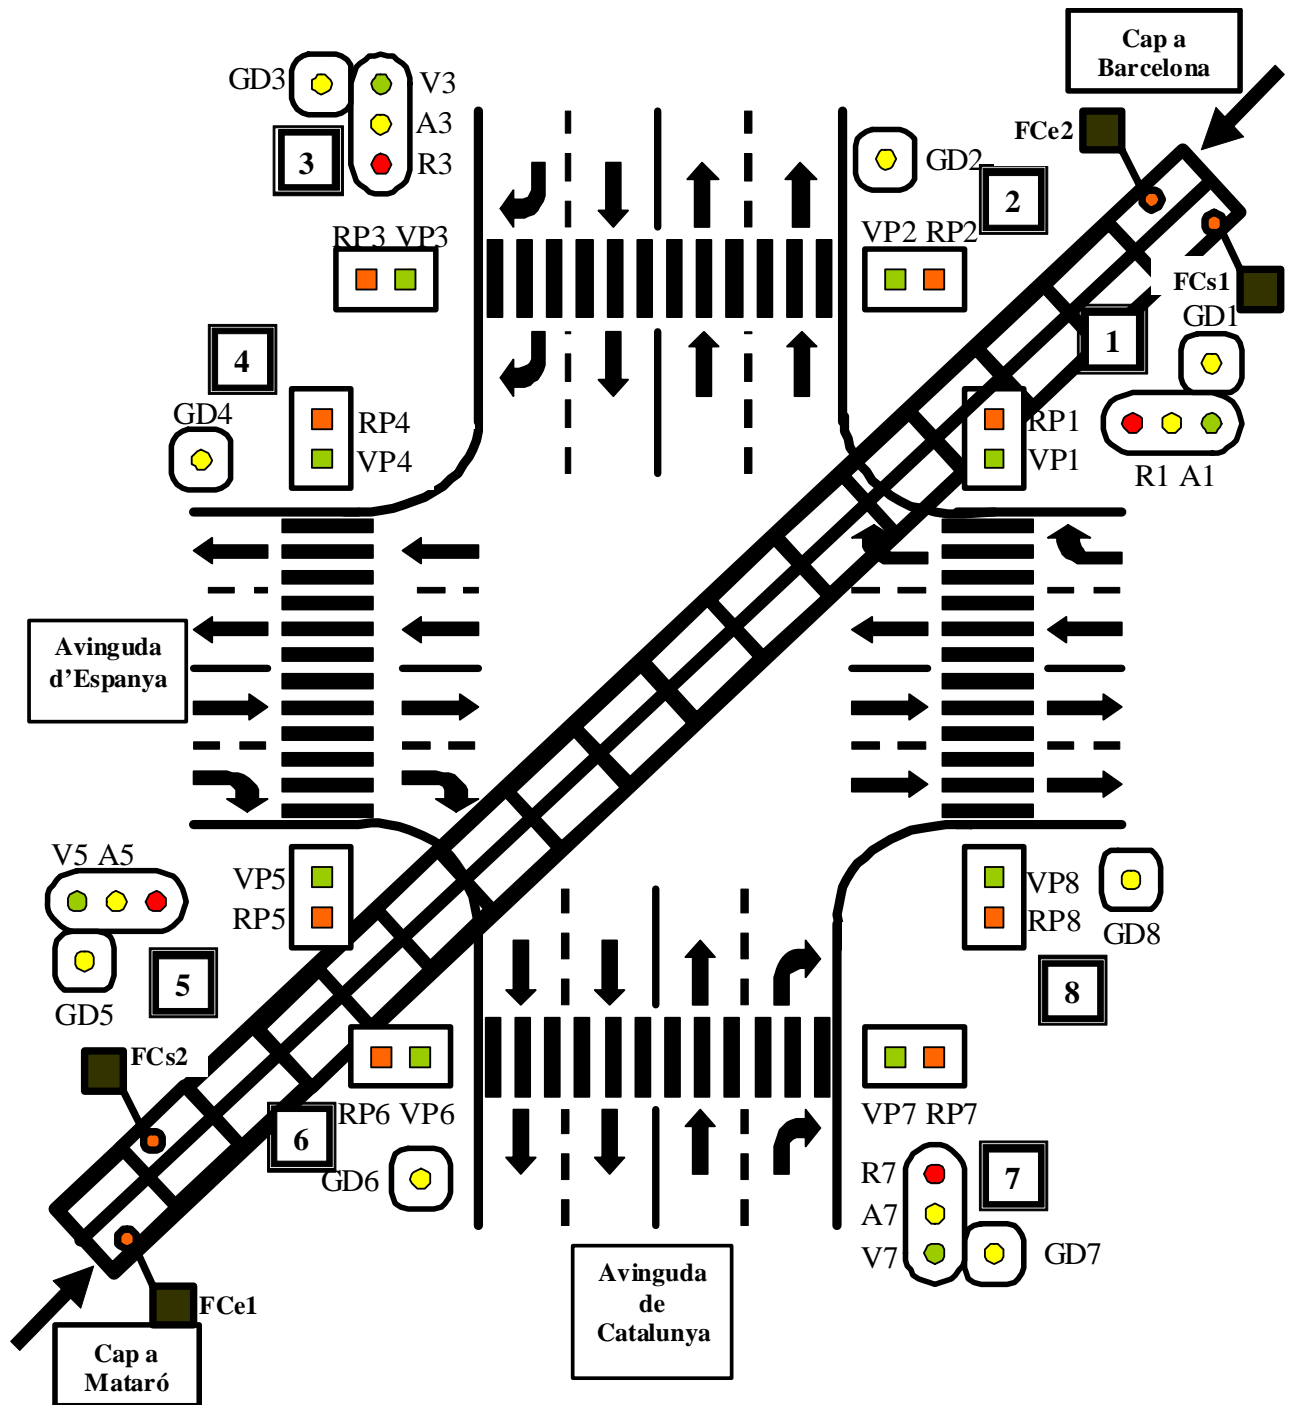 Cap a
Barcelona
GD3
V3
A3
R3
3
FCe2
GD2
2
RP3 VP3
VP2 RP2
FCs1
GD1
1
4
GD4
RP4
VP4
RP1
VP1
R1 A1
Avinguda
d'Espanya
V5 A5
VP5
RP5
VP8
RP8
GD8
5
GD5
8
FCs2
RP6 VP6
VP7 RP7
6
GD6
R7
A7
V7
7
GD7
FCe1
Avinguda
de
Catalunya
Cap a
Mataró